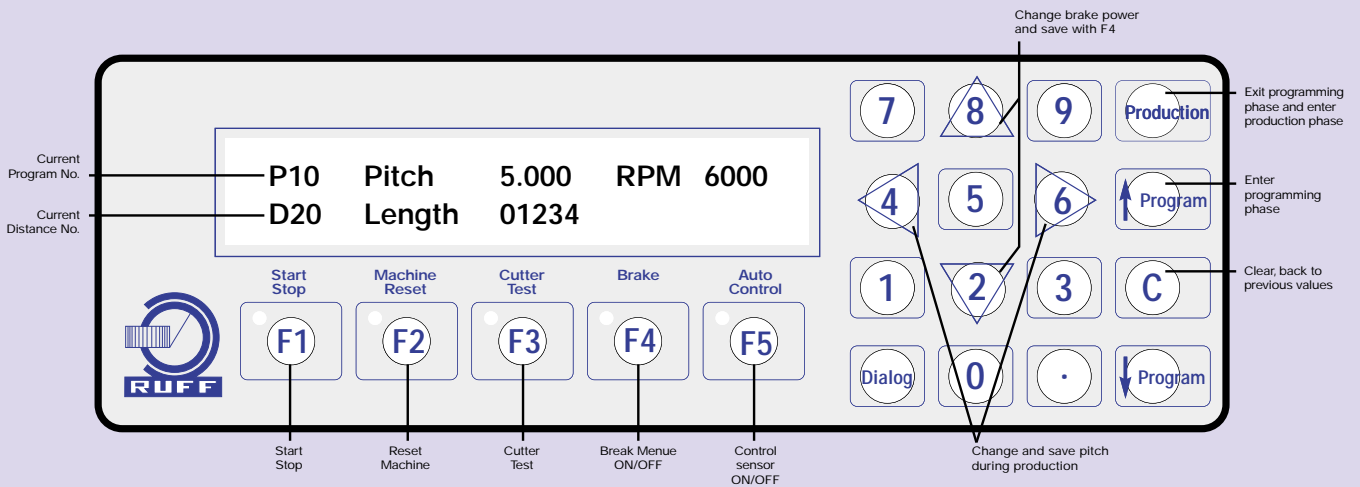 Change brake power
and save with F4
7
8
9
Production
Exit programming
phase and enter
production phase
Current
Program No.
P10 Pitch 5.000 RPM 6000
Current
Distance No.
D20 Length 01234
4
5
6
Program
Enter
programming
phase
1
2
3
C
Clear, back to
previous values
Start
Stop
Machine
Reset
Cutter
Test
Brake
Auto
Control
F1
F2
F3
F4
F5
RUFF
Dialog
0
.
Program
Start
Stop
Reset
Machine
Cutter
Test
Break Menue
ON/OFF
Control
sensor
ON/OFF
Change and save pitch
during production